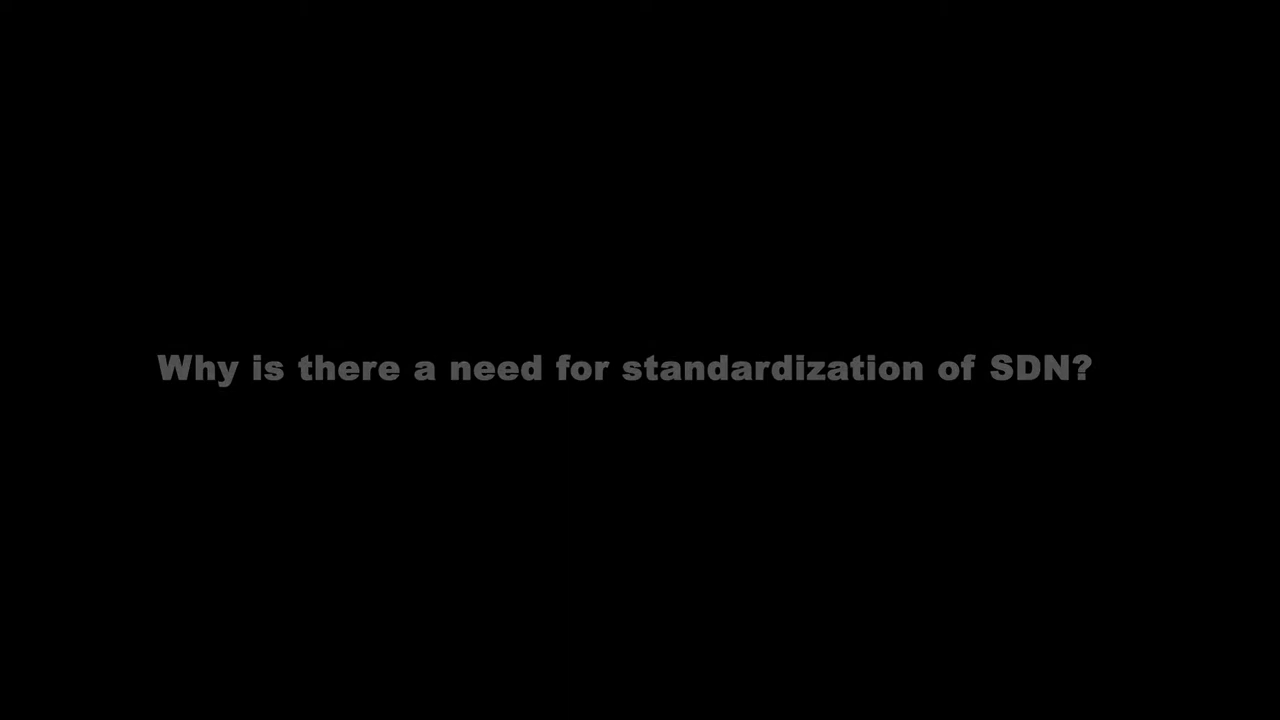 Why is there a need for standardization of SDN?